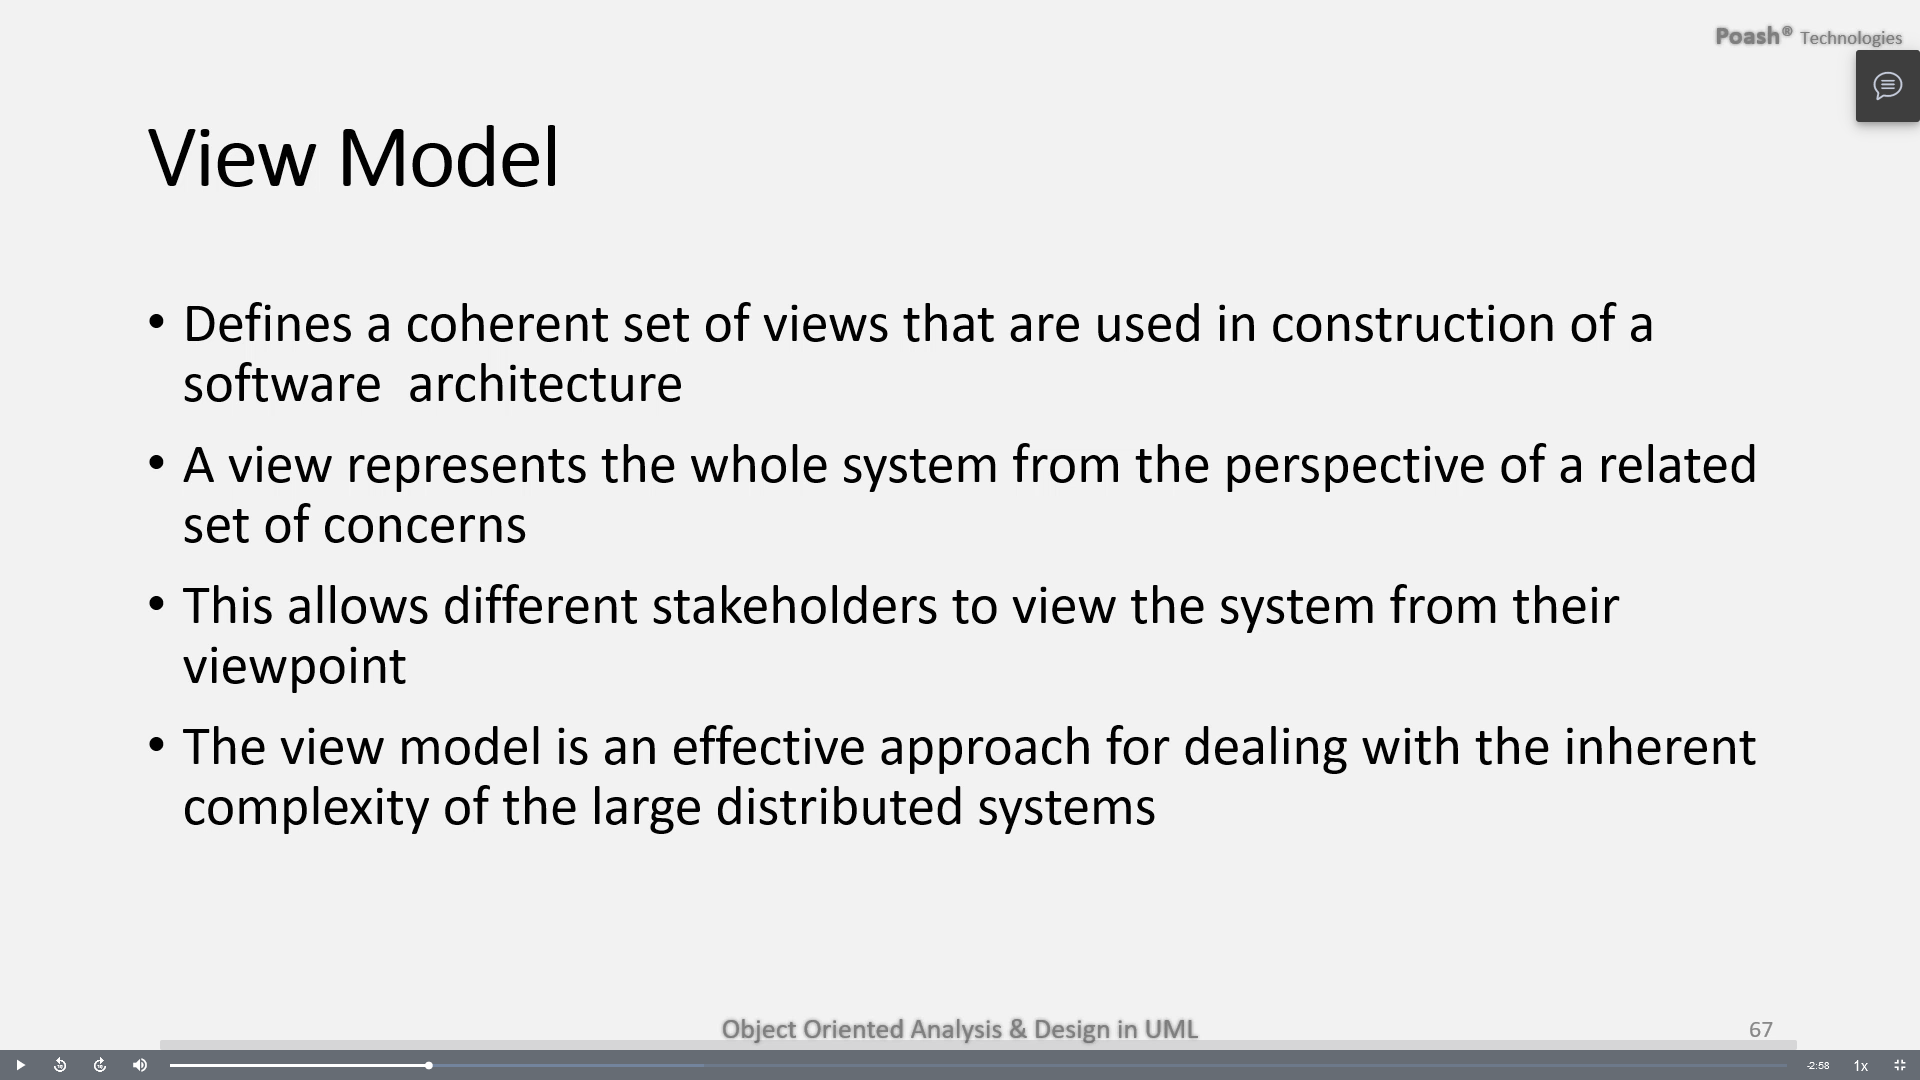 Poash® Technologies
View Model
• Defines a coherent set of views that are used in construction of a
software  architecture
• A view represents the whole system from the perspective of a related
set of concerns
• This allows different stakeholders to view the system from their
viewpoint
• The view model is an effective approach for dealing with the inherent
complexity of the large distributed systems
Object Oriented Analysis & Design in UML
67
-2:58
1x